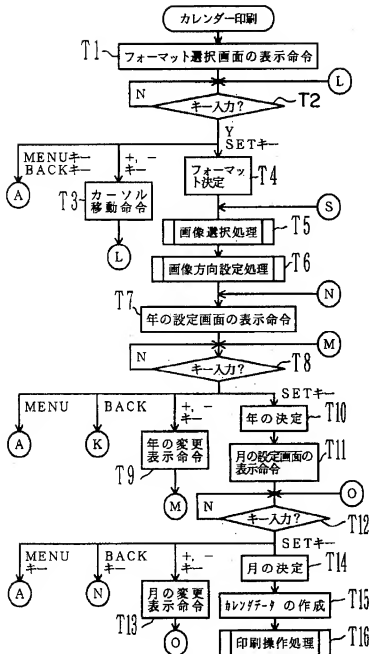 カレンダー印刷
T1
フォーマット選択画面の表示命令
L
N
キー入力?
T2
Y
MENUキー
BACKキー
+, -
キー
SETキー
A
T3
カーソル
移動命令
フォーマッ
ト決定
T4
L
S
画像選択処理
T5
画像方向設定処理
T6
N
T7
年の設定画面の表示命令
M
N
キー入力?
T8
MENU
BACK
+, -
キー
SETキー
A
K
年の変更
表示命令
T9
年の決定
T10
月の設定画面の
表示命令
T11
M
O
N
キー入力?
T12
MENU
キー
BACK
キー
+, -
キー
SETキー
A
N
月の変更
表示命令
T13
月の決定
T14
カレンダデータ の作成
T15
O
印刷操作処理
T16